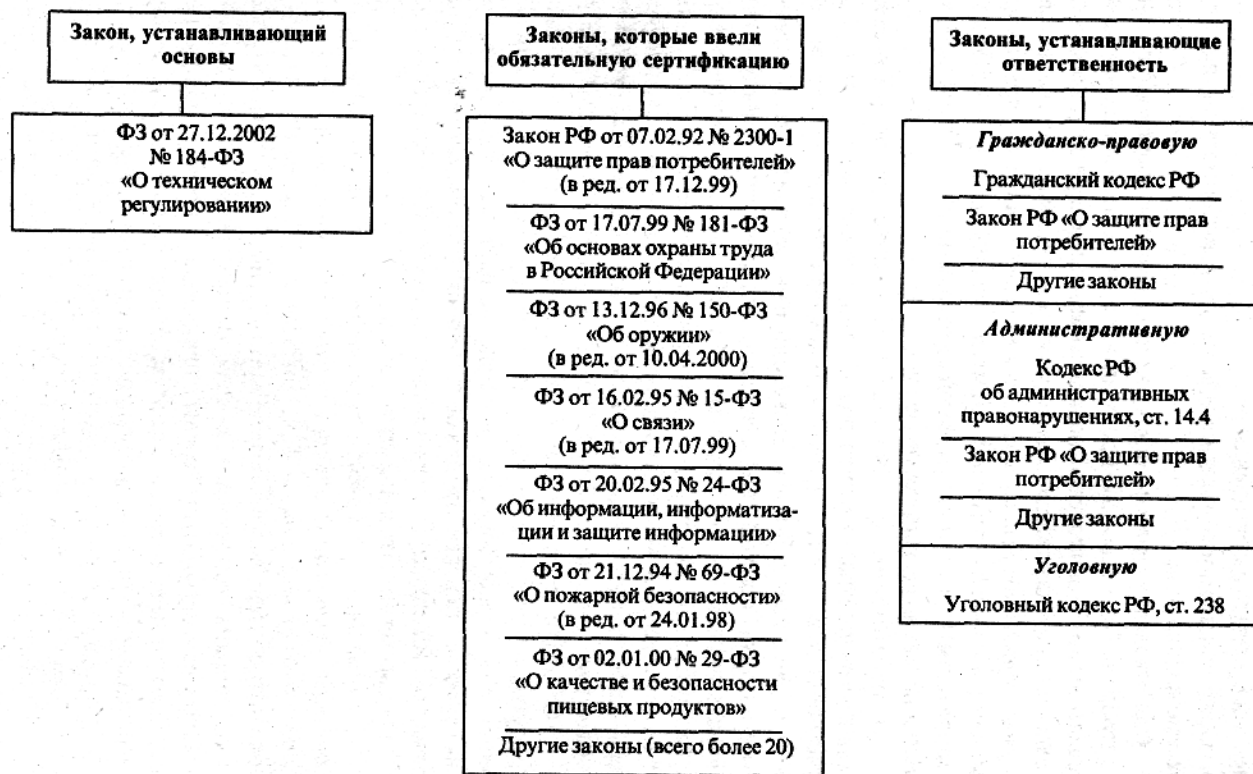 Закон, устанавливающий
основы
ФЗ от 27.12.2002
№ 184-ФЗ
«О техническом
регулировании»
Законы, которые ввели
обязательную сертификацию
Закон РФ от 07.02.92 № 2300-1
«О защите прав потребителей»
(в ред. от 17.12.99)
ФЗ от 17.07.99 № 181-ФЗ
«Об основах охраны труда
в Российской Федерации»
ФЗ от 13.12.96 № 150-ФЗ
«Об оружии»
(в ред. от 10.04.2000)
ФЗ от 16.02.95 № 15-ФЗ
«О связи»
(в ред. от 17.07.99)
ФЗ от 20.02.95 № 24-ФЗ
«Об информации, информатиза-
ции и защите информации»
ФЗ от 21.12.94 № 69-ФЗ
«О пожарной безопасности»
(в ред. от 24.01.98)
ФЗ от 02.01.00 № 29-ФЗ
«О качестве и безопасности
пищевых продуктов»
Другие законы (всего более 20)
Законы, устанавливающие
ответственность
Гражданско-правовую
Гражданский кодекс РФ
Закон РФ «О защите прав
потребителей»
Другие законы
Административную
Кодекс РФ
об административных
правонарушениях, ст. 14.4
Закон РФ «О защите прав
потребителей»
Другие законы
Уголовную
Уголовный кодекс РФ, ст. 238